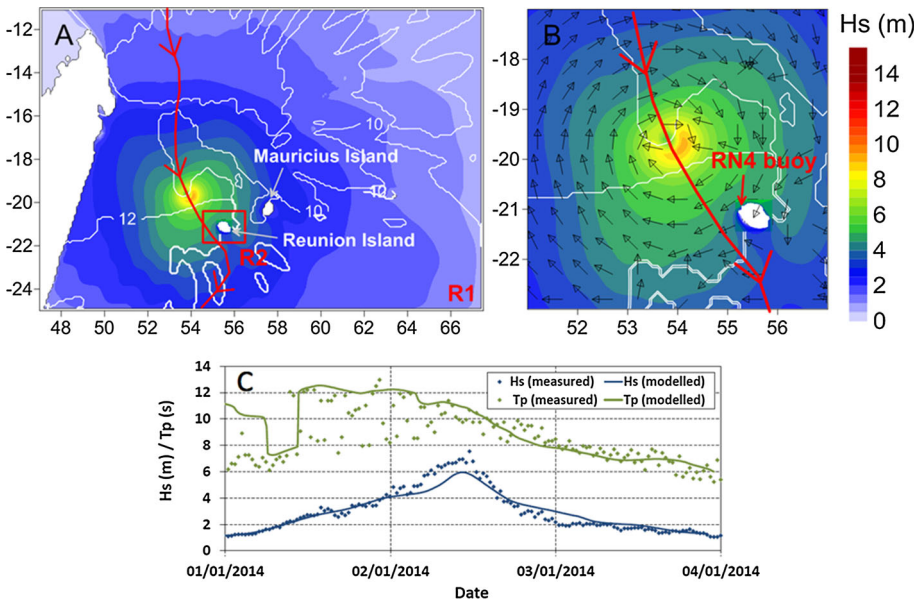 A
-12
-14
-16
-18
-20
-22
-24
48 50 52 54 56 58 60 62 64 66
10
Mauricius Island
10
10
12
Reunion Island
R2
R1
B
-18
-19
-20
-21
-22
52 53 54 55 56
RN4 buoy
Hs (m)
14
12
10
8
6
4
2
0
C
Hs (m) / Tp (s)
14
12
10
8
6
4
2
0
Hs (measured) Hs (modelled)
Tp (measured) Tp (modelled)
01/01/2014 02/01/2014 03/01/2014 04/01/2014
Date